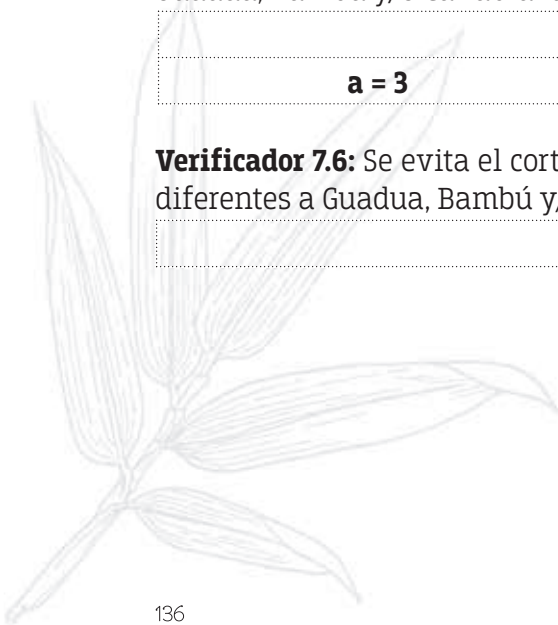 a = 3
Verificador 7.6: Se evita el cort
diferentes a Guadua, Bambú y/
136